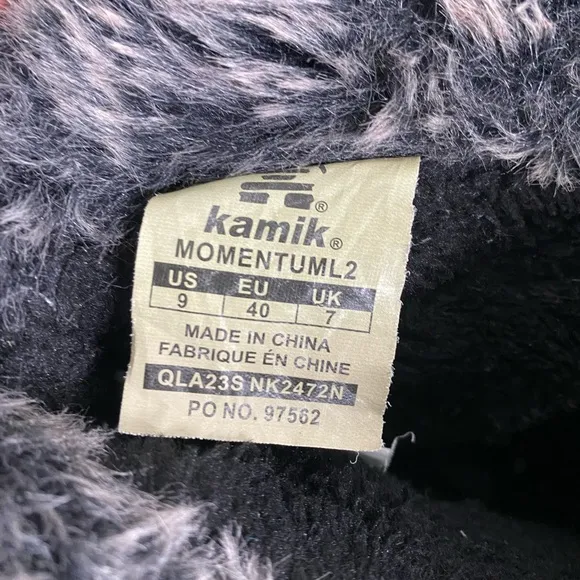 ®
kamik®
MOMENTUML2
US EU UK
9 40 7
MADE IN CHINA
FABRIQUE ÉN CHINE
QLA23S NK2472N
PO NO. 97562